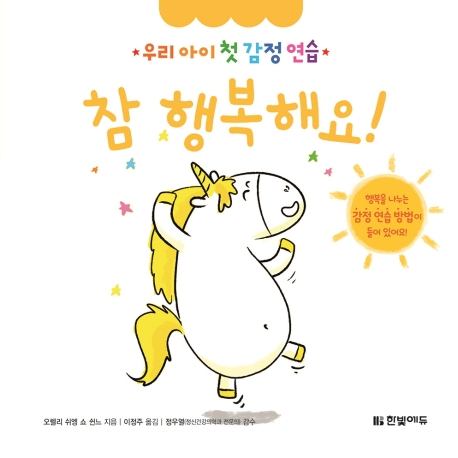 우리 아이 첫 감정 연습
참 행복해요!
행복을 나누는
감정 연습 방법이
들어 있어요!
오렐리 쉬엥 쇼 쉰느 지음 | 이정주 옮김 | 정우열(정신건강의학과 전문의) 감수
한빛에듀